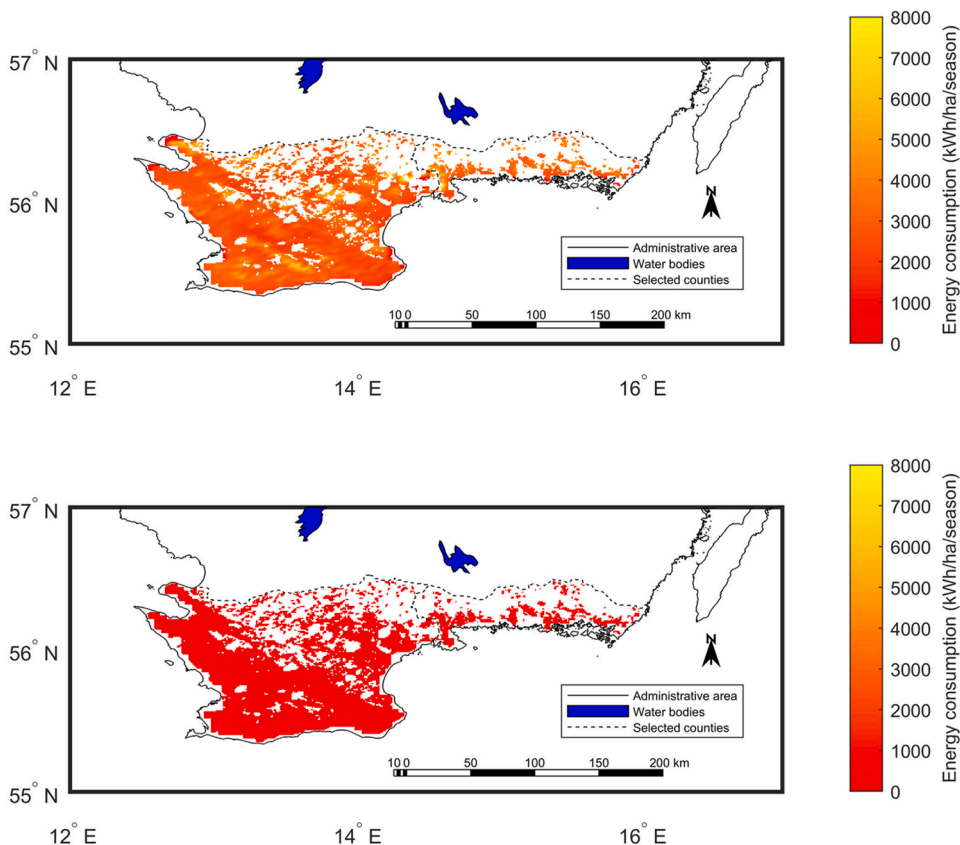 57° N
56° N
55° N
12° E
14° E
16° E
N
Administrative area
Water bodies
Selected counties
10 0 50 100 150 200 km
8000
7000
6000
5000
4000
3000
2000
1000
0
Energy consumption (kWh/ha/season)
57° N
56° N
55° N
12° E
14° E
16° E
N
Administrative area
Water bodies
Selected counties
10 0 50 100 150 200 km
8000
7000
6000
5000
4000
3000
2000
1000
0
Energy consumption (kWh/ha/season)